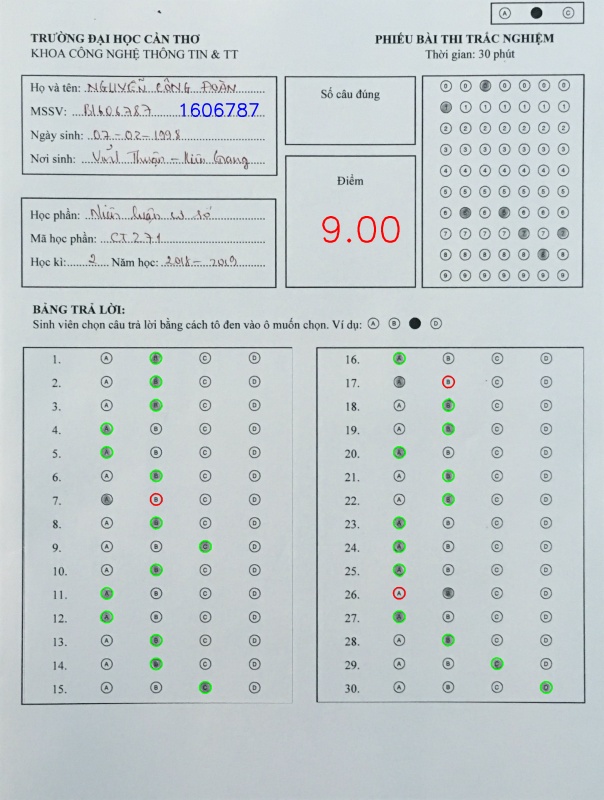 A C
TRƯỜNG ĐẠI HỌC CẦN THƠ
KHOA CÔNG NGHỆ THÔNG TIN & TT
PHIẾU BÀI THI TRẮC NGHIỆM
Thời gian: 30 phút
Họ và tên: NGUYỄN CÔNG ĐOÀN
MSSV: B1606787 1606787
Ngày sinh: 07-02-1998
Nơi sinh: Vĩnh Thuận - Kiên Giang
Số câu đúng
Điểm
9.00
0 0 0 0 0 0 0
1 1 1 1 1 1 1
2 2 2 2 2 2 2
3 3 3 3 3 3 3
4 4 4 4 4 4 4
5 5 5 5 5 5 5
6 6 6 6 6 6 6
7 7 7 7 7 7 7
8 8 8 8 8 8 8
9 9 9 9 9 9 9
Học phần: Niên luận cơ sở
Mã học phần: CT271
Học kì: 2 Năm học: 2018 - 2019
BẢNG TRẢ LỜI:
Sinh viên chọn câu trả lời bằng cách tô đen vào ô muốn chọn. Ví dụ: A B D
1. A B C D
2. A B C D
3. A B C D
4. A B C D
5. A B C D
6. A B C D
7. A B C D
8. A B C D
9. A B C D
10. A B C D
11. A B C D
12. A B C D
13. A B C D
14. A B C D
15. A B C D
16. A B C D
17. A B C D
18. A B C D
19. A B C D
20. A B C D
21. A B C D
22. A B C D
23. A B C D
24. A B C D
25. A B C D
26. A B C D
27. A B C D
28. A B C D
29. A B C D
30. A B C D